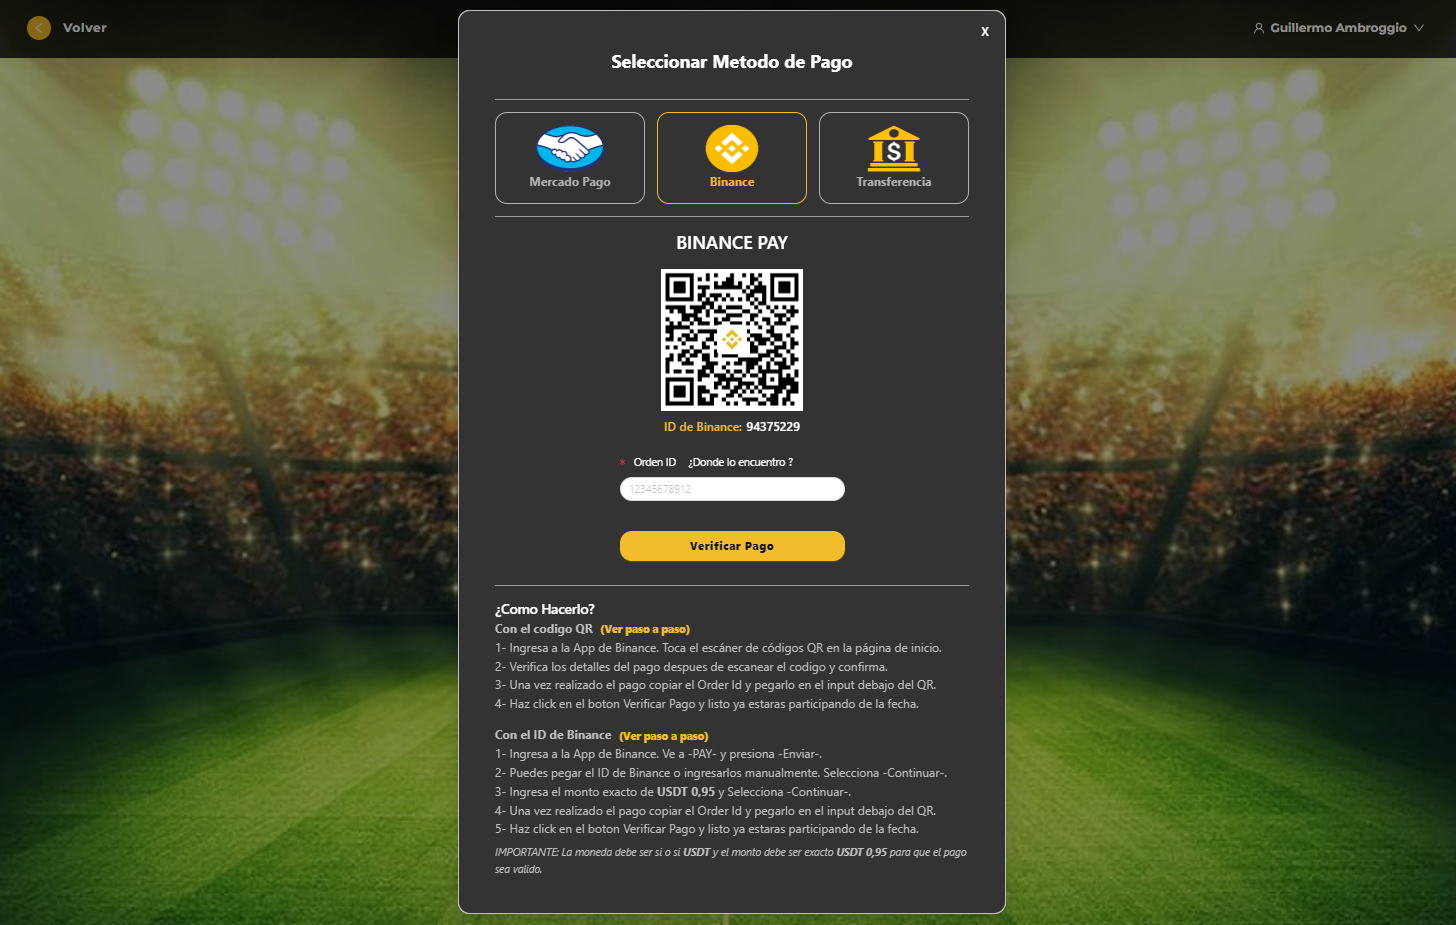 Volver
Guillermo Ambroggio
X
Seleccionar Metodo de Pago
Mercado Pago
Binance
Transferencia
BINANCE PAY
ID de Binance: 94375229
* Orden ID ¿Donde lo encuentro ?
12345678912
Verificar Pago
¿Como Hacerlo?
Con el codigo QR (Ver paso a paso)
1- Ingresa a la App de Binance. Toca el escáner de códigos QR en la página de inicio.
2- Verifica los detalles del pago despues de escanear el codigo y confirma.
3- Una vez realizado el pago copiar el Order Id y pegarlo en el input debajo del QR.
4- Haz click en el boton Verificar Pago y listo ya estaras participando de la fecha.
Con el ID de Binance (Ver paso a paso)
1- Ingresa a la App de Binance. Ve a -PAY- y presiona -Enviar-.
2- Puedes pegar el ID de Binance o ingresarlos manualmente. Selecciona -Continuar-.
3- Ingresa el monto exacto de USDT 0,95 y Selecciona -Continuar-.
4- Una vez realizado el pago copiar el Order Id y pegarlo en el input debajo del QR.
5- Haz click en el boton Verificar Pago y listo ya estaras participando de la fecha.
IMPORTANTE: La moneda debe ser si o si USDT y el monto debe ser exacto USDT 0,95 para que el pago
sea valido.